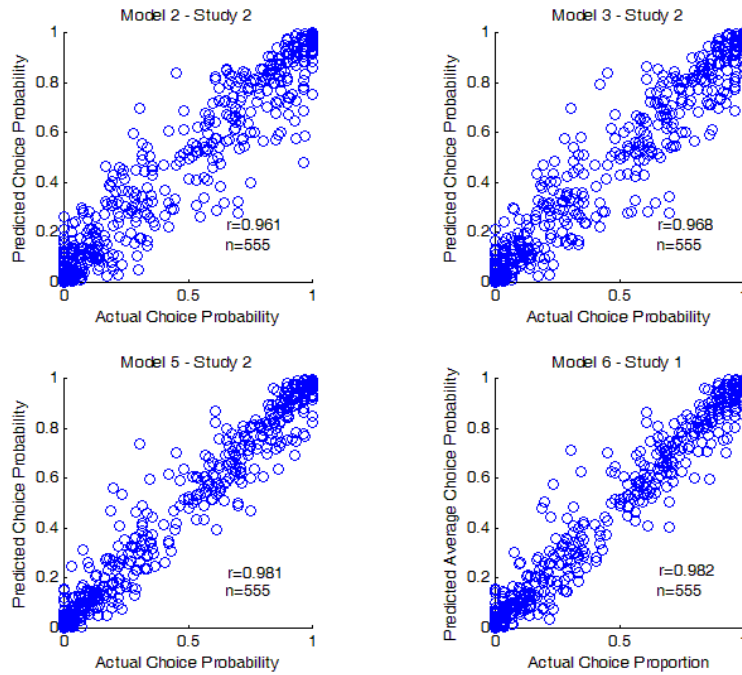 Model 2 - Study 2
Predicted Choice Probability
1
0.8
0.6
0.4
0.2
0
r=0.961
n=555
0
0.5
1
Actual Choice Probability
Model 3 - Study 2
Predicted Choice Probability
1
0.8
0.6
0.4
0.2
0
r=0.968
n=555
0
0.5
1
Actual Choice Probability
Model 5 - Study 2
Predicted Choice Probability
1
0.8
0.6
0.4
0.2
0
r=0.981
n=555
0
0.5
1
Actual Choice Probability
Model 6 - Study 1
Predicted Average Choice Probability
1
0.8
0.6
0.4
0.2
0
r=0.982
n=555
0
0.5
1
Actual Choice Proportion